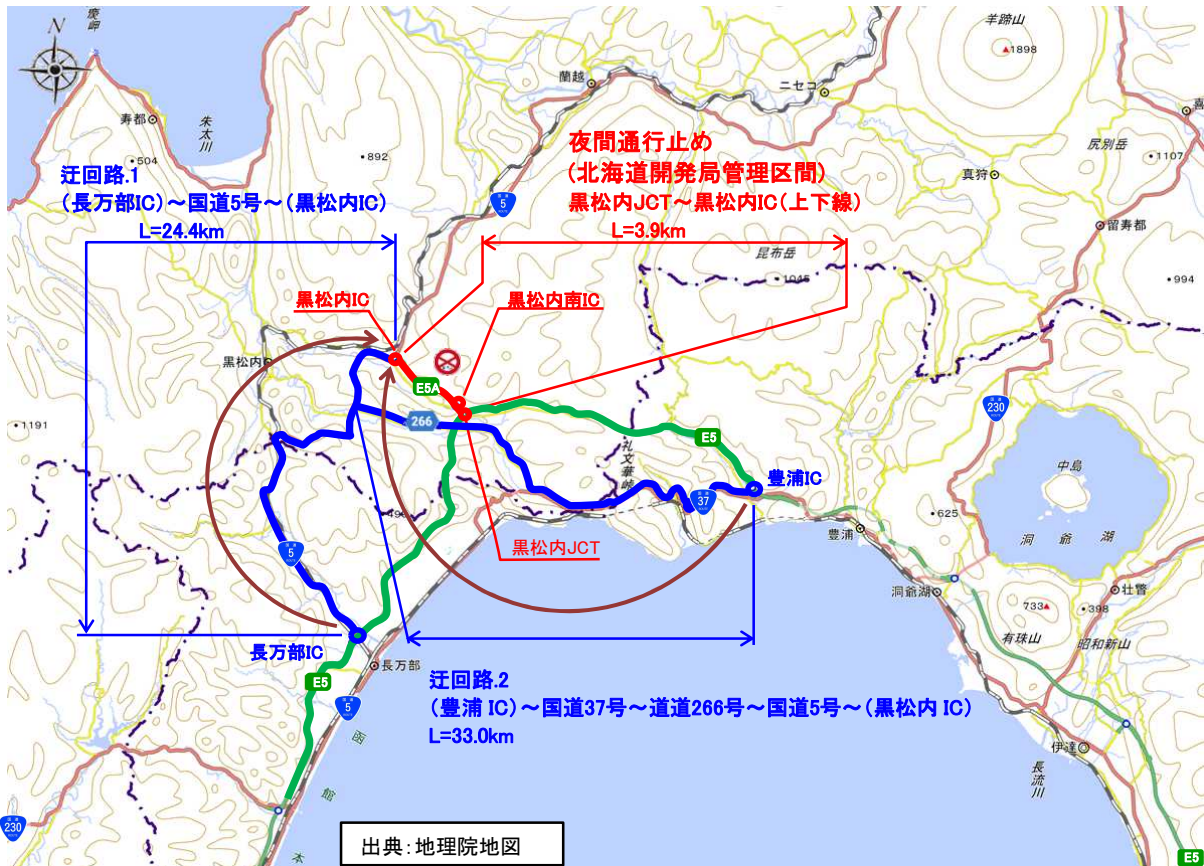 N
羊蹄山
1898
蘭越
ニセコ
寿都
朱太川
504
892
尻別岳
1107
真狩
夜間通行止め
(北海道開発局管理区間)
黒松内JCT～黒松内IC(上下線)
L=3.9km
迂回路.1
(長万部IC)～国道5号～(黒松内IC)
L=24.4km
5
留寿都
昆布岳
1045
994
黒松内IC
黒松内南IC
黒松内
E5A
266
230
1191
E5
礼文華峠
中島
豊浦IC
37
625
豊浦
洞爺湖
黒松内JCT
5
洞爺湖
733
398
壮瞥
有珠山
昭和新山
長万部IC
長万部
E5
5
迂回路.2
(豊浦 IC)～国道37号～道道266号～国道5号～(黒松内 IC)
L=33.0km
伊達
長流川
函
館
本
230
出典:地理院地図
E5